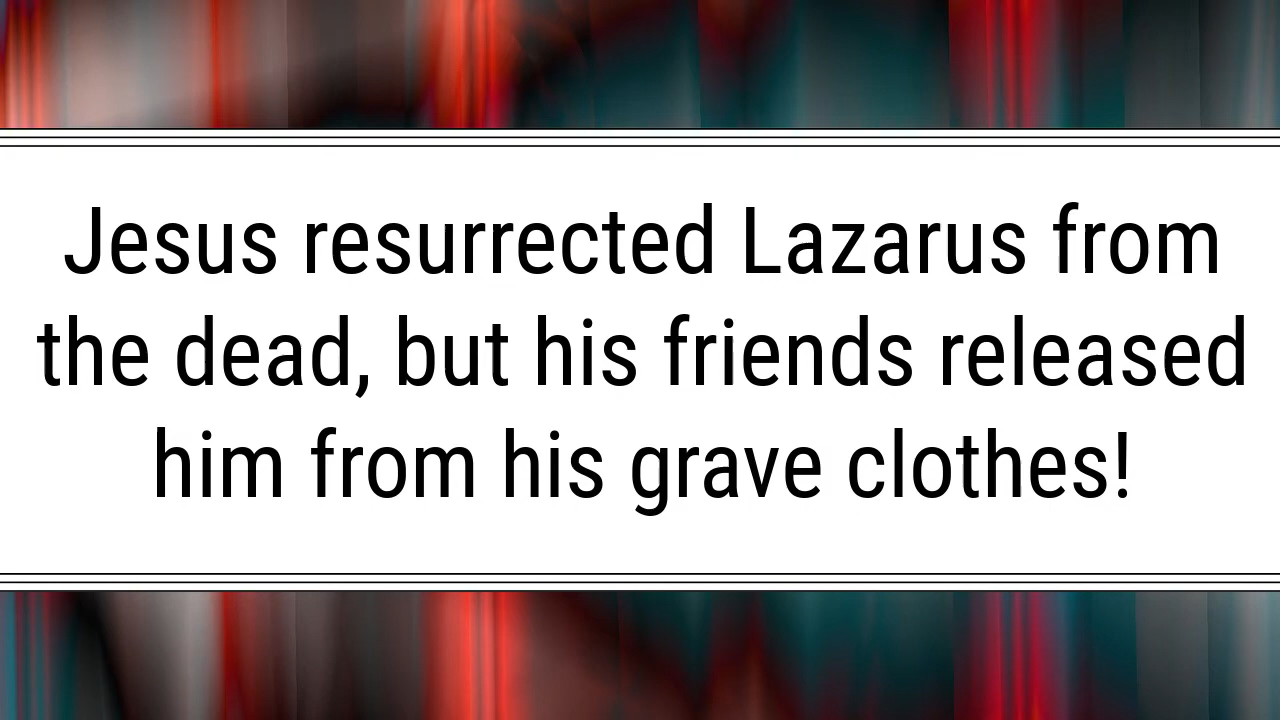 Jesus resurrected Lazarus from
the dead, but his friends released
him from his grave clothes!